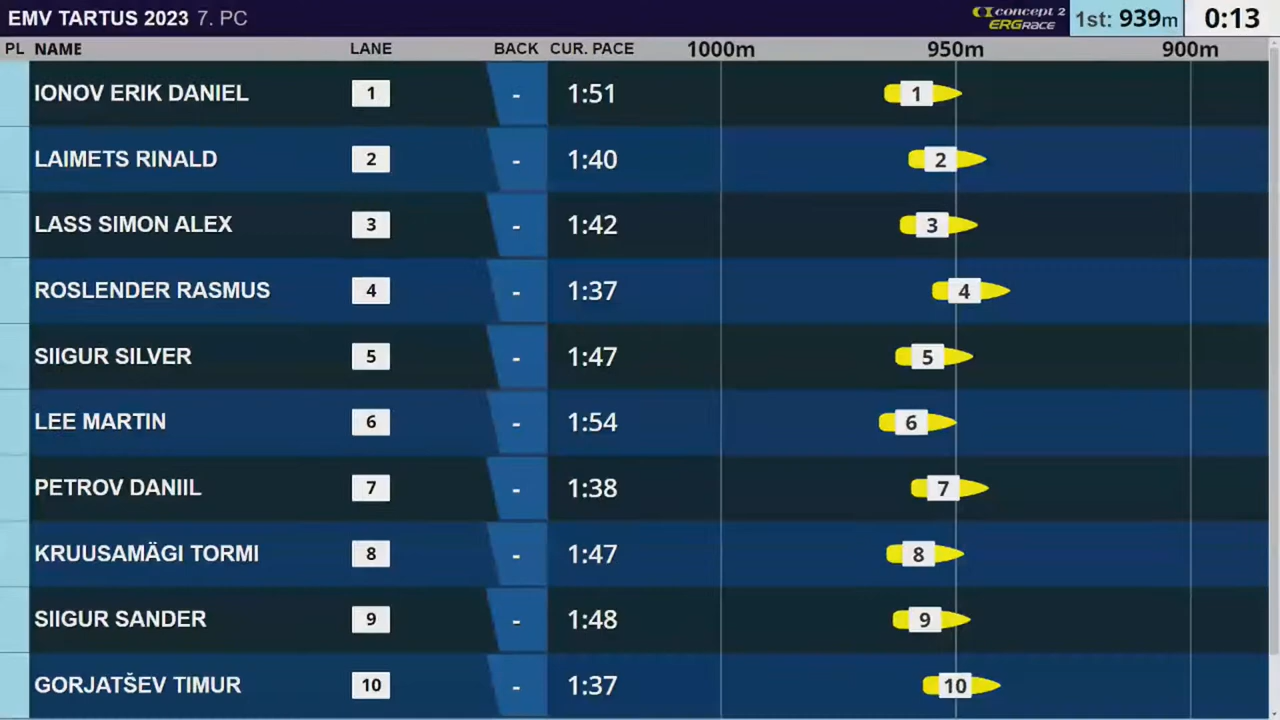 EMV TARTUS 2023 7. PC concept 2 ERGRACE 1st: 939m 0:13
PL NAME LANE BACK CUR. PACE 1000m 950m 900m
IONOV ERIK DANIEL 1 - 1:51 1
LAIMETS RINALD 2 - 1:40 2
LASS SIMON ALEX 3 - 1:42 3
ROSLENDER RASMUS 4 - 1:37 4
SIIGUR SILVER 5 - 1:47 5
LEE MARTIN 6 - 1:54 6
PETROV DANIIL 7 - 1:38 7
KRUUSAMÄGI TORMI 8 - 1:47 8
SIIGUR SANDER 9 - 1:48 9
GORJATŠEV TIMUR 10 - 1:37 10